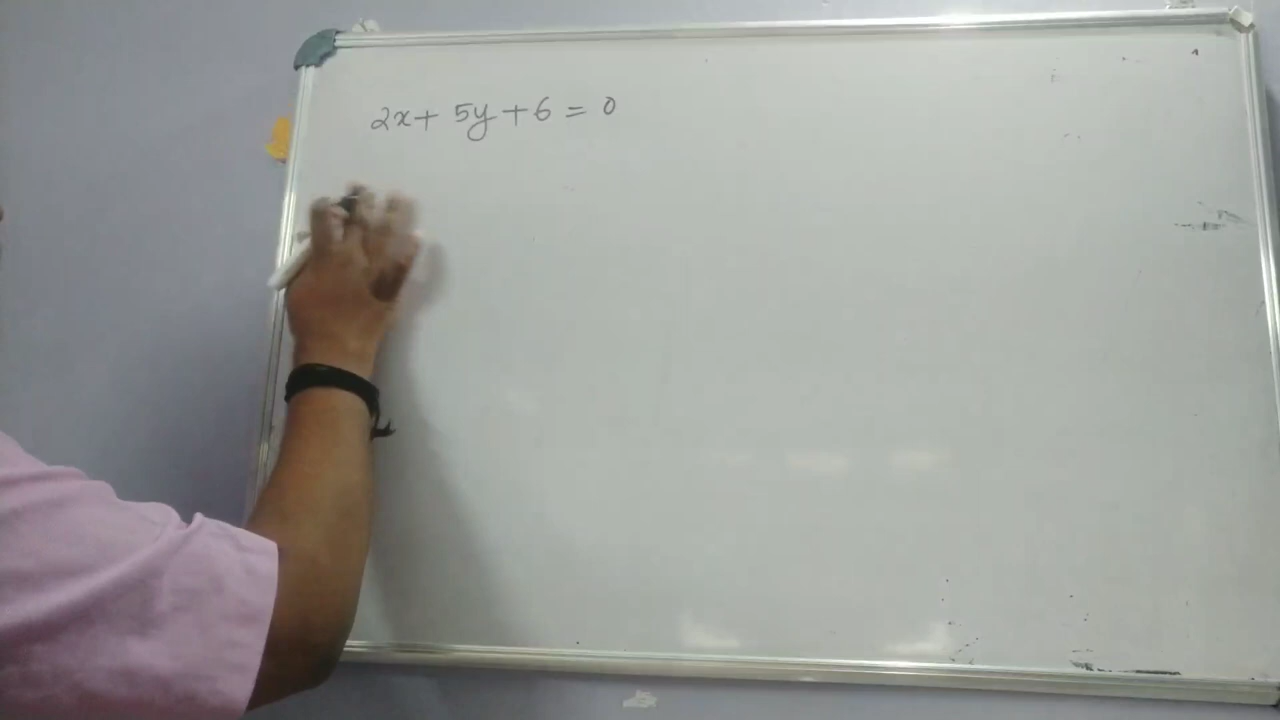 2x + 5y + 6 = 0